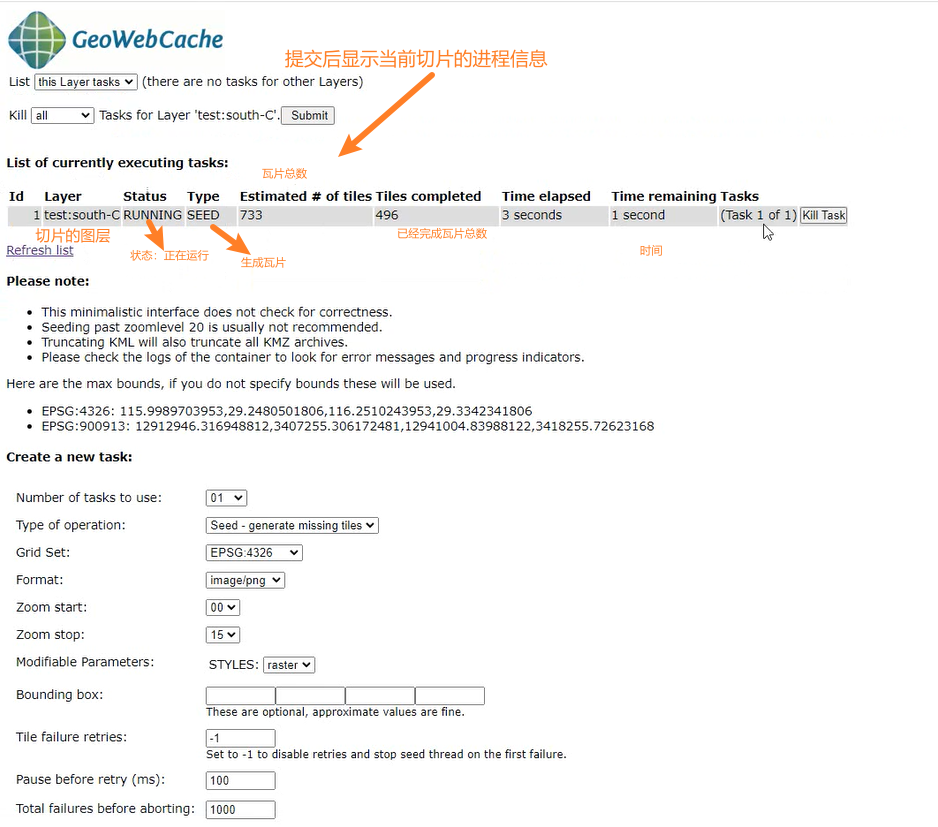 GeoWebCache
提交后显示当前切片的进程信息
List this Layer tasks (there are no tasks for other Layers)
Kill all Tasks for Layer 'test:south-C'. Submit
List of currently executing tasks:
瓦片总数
Id Layer Status Type Estimated # of tiles Tiles completed Time elapsed Time remaining Tasks
1 test:south-C RUNNING SEED 733 496 3 seconds 1 second (Task 1 of 1) Kill Task
切片的图层 已经完成瓦片总数
Refresh list 状态：正在运行 生成瓦片 时间
Please note:
This minimalistic interface does not check for correctness.
Seeding past zoomlevel 20 is usually not recommended.
Truncating KML will also truncate all KMZ archives.
Please check the logs of the container to look for error messages and progress indicators.
Here are the max bounds, if you do not specify bounds these will be used.
EPSG:4326: 115.9989703953,29.2480501806,116.2510243953,29.3342341806
EPSG:900913: 12912946.316948812,3407255.306172481,12941004.83988122,3418255.72623168
Create a new task:
Number of tasks to use: 01
Type of operation: Seed - generate missing tiles
Grid Set: EPSG:4326
Format: image/png
Zoom start: 00
Zoom stop: 15
Modifiable Parameters: STYLES: raster
Bounding box:
These are optional, approximate values are fine.
Tile failure retries: -1
Set to -1 to disable retries and stop seed thread on the first failure.
Pause before retry (ms): 100
Total failures before aborting: 1000